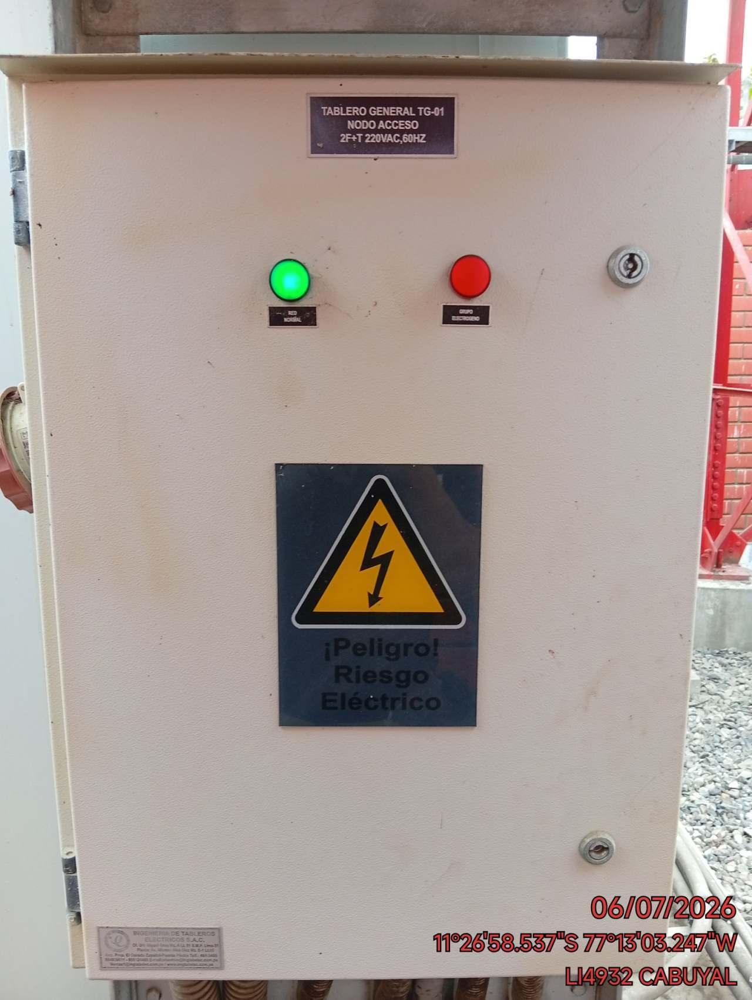 TABLERO GENERAL TG-01
NODO ACCESO
2F+T 220VAC,60HZ
RED
NORMAL
GRUPO
ELECTROGENO
¡Peligro!
Riesgo
Eléctrico
INGENIERIA DE TABLEROS
ELECTRICOS S.A.C.
06/07/2026
11°26'58.537"S 77°13'03.247"W
LI4932 CABUYAL